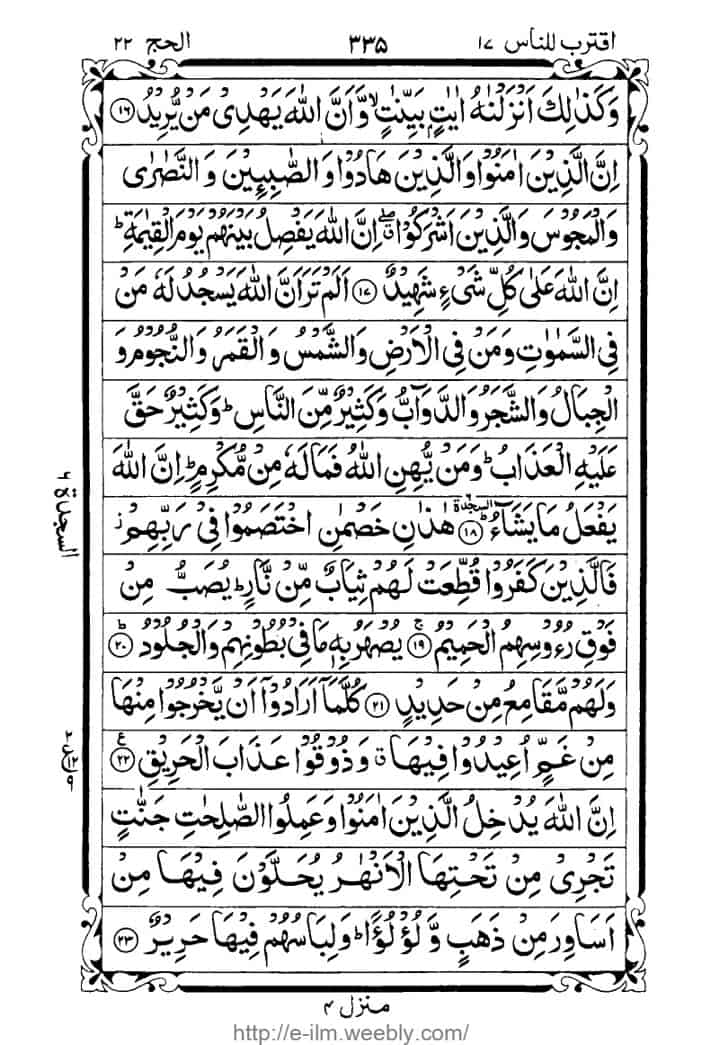 اقترب للناس ١٧ ٣٣٥ الحج ٢٢
وَكَذٰلِكَ اَنْزَلْنٰهُ اٰيٰتٍۭ بَيِّنٰتٍ ۙ وَّاَنَّ اللّٰهَ يَهْدِىْ مَنْ يُّرِيْدُ ﴿١٦﴾
اِنَّ الَّذِيْنَ اٰمَنُوْا وَالَّذِيْنَ هَادُوْا وَالصّٰبِـِٕيْنَ وَ النَّصٰرٰى
وَالْمَجُوْسَ وَالَّذِيْنَ اَشْرَكُوْۤا ۖ اِنَّ اللّٰهَ يَفْصِلُ بَيْنَهُمْ يَوْمَ الْقِيٰمَةِ ؕ
اِنَّ اللّٰهَ عَلٰى كُلِّ شَىْءٍ شَهِيْدٌ ﴿١٧﴾ اَلَمْ تَرَ اَنَّ اللّٰهَ يَسْجُدُ لَهٗ مَنْ
فِى السَّمٰوٰتِ وَمَنْ فِى الْاَرْضِ وَالشَّمْسُ وَالْقَمَرُ وَالنُّجُوْمُ وَ
الْجِبَالُ وَالشَّجَرُ وَالدَّوَآبُّ وَكَثِيْرٌ مِّنَ النَّاسِ ؕ وَكَثِيْرٌ حَقَّ
عَلَيْهِ الْعَذَابُ ؕ وَمَنْ يُّهِنِ اللّٰهُ فَمَا لَهٗ مِنْ مُّكْرِمٍ ؕ اِنَّ اللّٰهَ
يَفْعَلُ مَا يَشَآءُ ؕ السجدة ﴿١٨﴾ هٰذٰنِ خَصْمٰنِ اخْتَصَمُوْا فِىْ رَبِّهِمْ ز
فَالَّذِيْنَ كَفَرُوْا قُطِّعَتْ لَهُمْ ثِيَابٌ مِّنْ نَّارٍ ؕ يُصَبُّ مِنْ
فَوْقِ رُءُوْسِهِمُ الْحَمِيْمُ ۚ ﴿١٩﴾ يُصْهَرُ بِهٖ مَا فِىْ بُطُوْنِهِمْ وَالْجُلُوْدُ ؕ ﴿٢٠﴾
وَلَهُمْ مَّقَامِعُ مِنْ حَدِيْدٍ ﴿٢١﴾ كُلَّمَاۤ اَرَادُوْۤا اَنْ يَّخْرُجُوْا مِنْهَا
مِنْ غَمٍّ اُعِيْدُوْا فِيْهَا ۗ وَذُوْقُوْا عَذَابَ الْحَرِيْقِ ع ﴿٢٢﴾
اِنَّ اللّٰهَ يُدْخِلُ الَّذِيْنَ اٰمَنُوْا وَعَمِلُوا الصّٰلِحٰتِ جَنّٰتٍ
تَجْرِىْ مِنْ تَحْتِهَا الْاَنْهٰرُ يُحَلَّوْنَ فِيْهَا مِنْ
اَسَاوِرَ مِنْ ذَهَبٍ وَّلُؤْلُؤًا ؕ وَلِبَاسُهُمْ فِيْهَا حَرِيْرٌ ﴿٢٣﴾
السجدة ٦
منزل ٤
http://e-ilm.weebly.com/